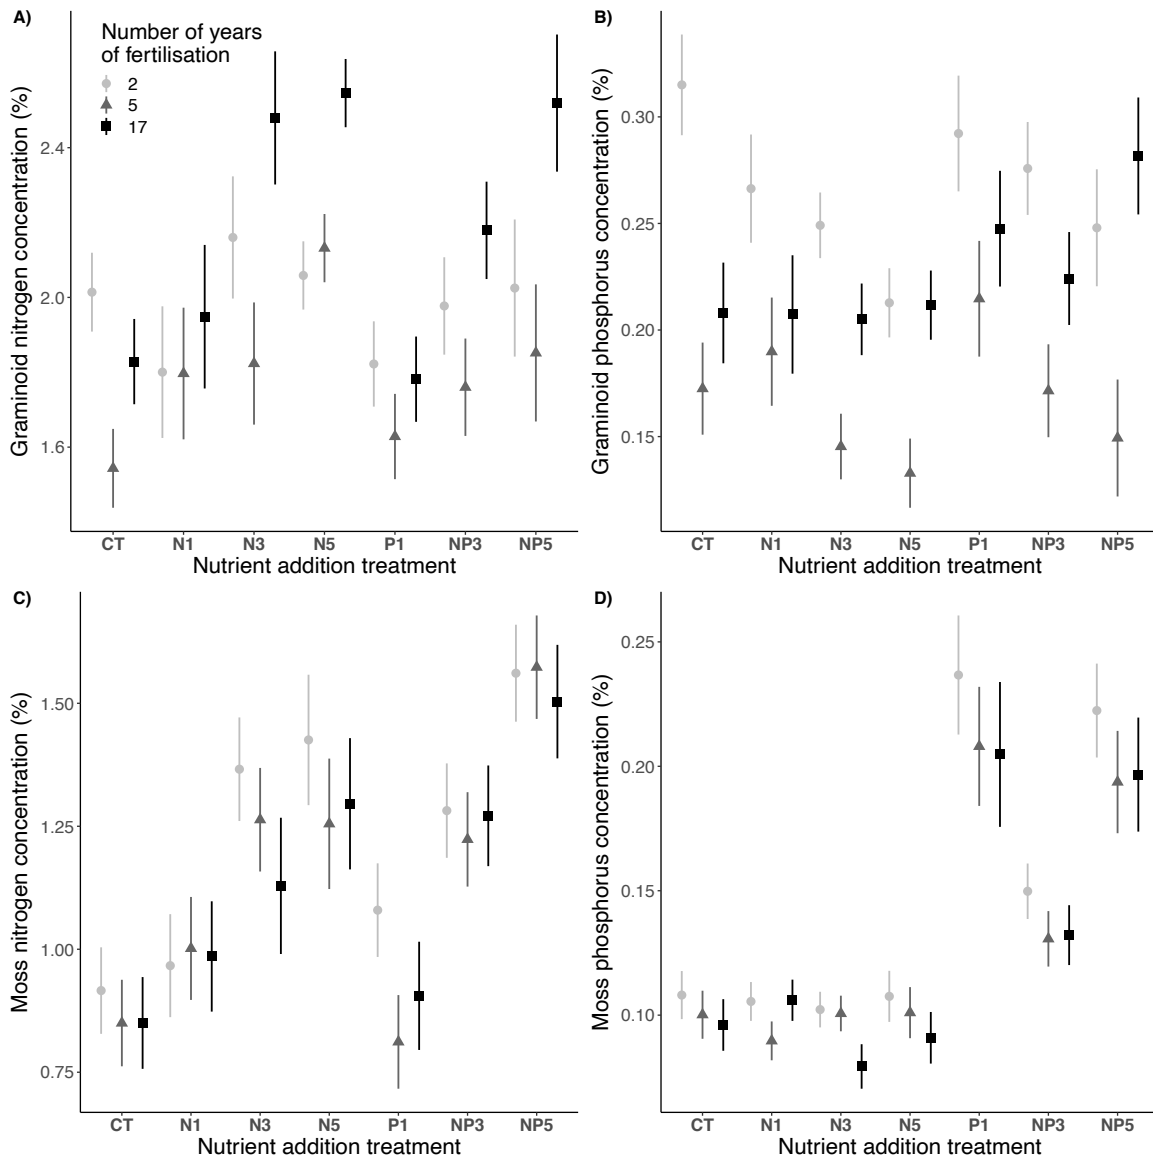 A)
Number of years
of fertilisation
2
5
17
Graminoid nitrogen concentration (%)
2.4
2.0
1.6
CT N1 N3 N5 P1 NP3 NP5
Nutrient addition treatment
B)
Graminoid phosphorus concentration (%)
0.30
0.25
0.20
0.15
CT N1 N3 N5 P1 NP3 NP5
Nutrient addition treatment
C)
Moss nitrogen concentration (%)
1.50
1.25
1.00
0.75
CT N1 N3 N5 P1 NP3 NP5
Nutrient addition treatment
D)
Moss phosphorus concentration (%)
0.25
0.20
0.15
0.10
CT N1 N3 N5 P1 NP3 NP5
Nutrient addition treatment